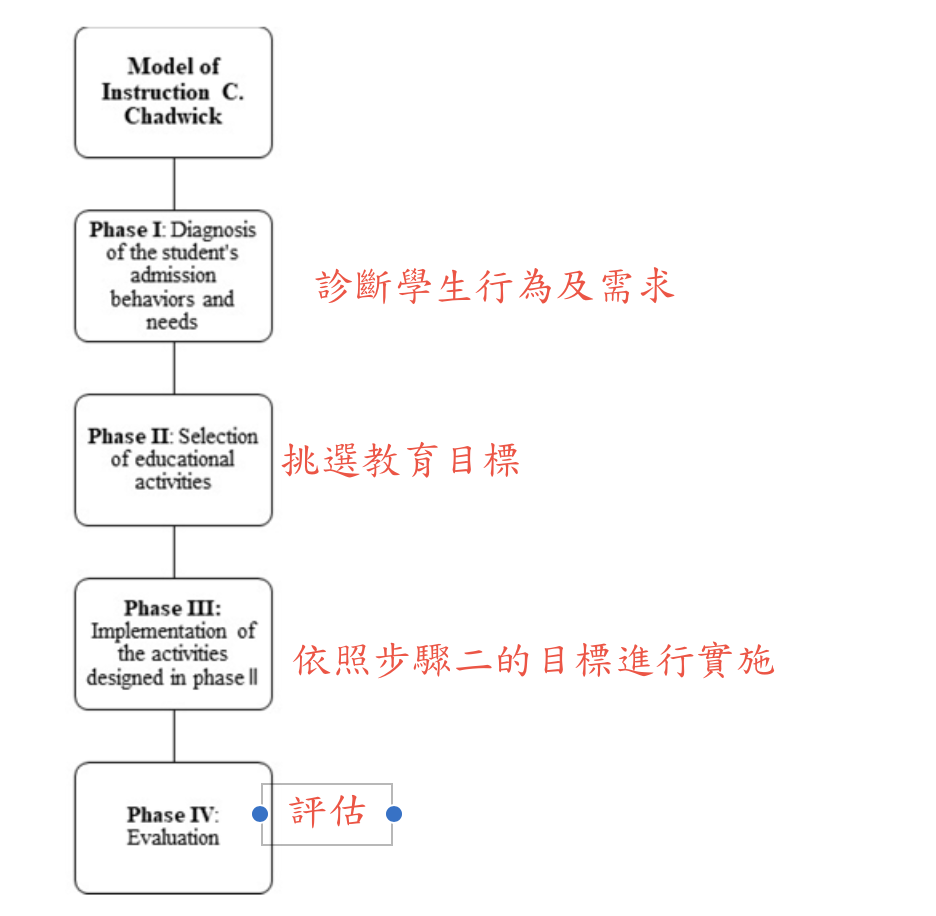 Model of
Instruction C.
Chadwick
Phase I: Diagnosis
of the student's
admission
behaviors and
needs
診斷學生行為及需求
Phase II: Selection
of educational
activities
挑選教育目標
Phase III:
Implementation of
the activities
designed in phase II
依照步驟二的目標進行實施
Phase IV:
Evaluation
評估